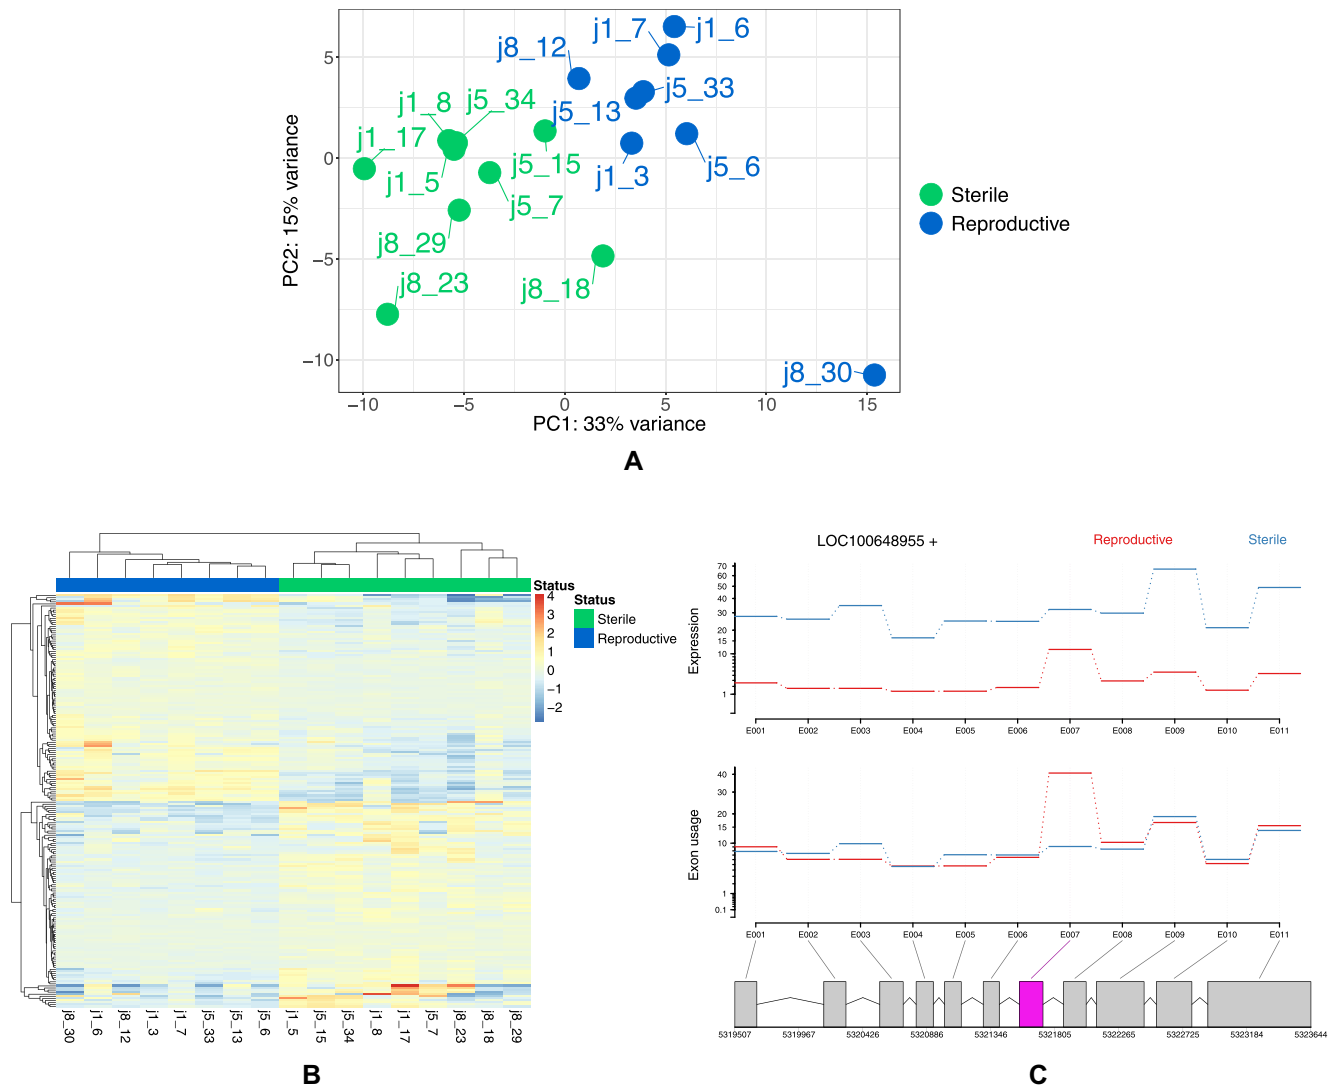 j1_7
j1_6
j8_12
j5_33
j5_13
j1_8
j5_34
j1_17
j5_15
j1_5
j1_3
j5_6
j5_7
j8_29
j8_23
j8_18
j8_30
5
0
−5
−10
PC2: 15% variance
−10
−5
0
5
10
15
PC1: 33% variance
Sterile
Reproductive
A
Status
4
3
2
1
0
−1
−2
Status
Sterile
Reproductive
j8_30
j1_6
j8_12
j1_3
j1_7
j5_33
j5_13
j5_6
j1_5
j5_15
j5_34
j1_8
j1_17
j5_7
j8_23
j8_18
j8_29
B
LOC100648955 +
Reproductive
Sterile
Expression
70
60
50
40
30
20
15
10
1
E001 E002 E003 E004 E005 E006 E007 E008 E009 E010 E011
Exon usage
40
30
20
15
10
1
0.1
E001 E002 E003 E004 E005 E006 E007 E008 E009 E010 E011
5319507 5319967 5320426 5320886 5321346 5321805 5322265 5322725 5323184 5323644
C